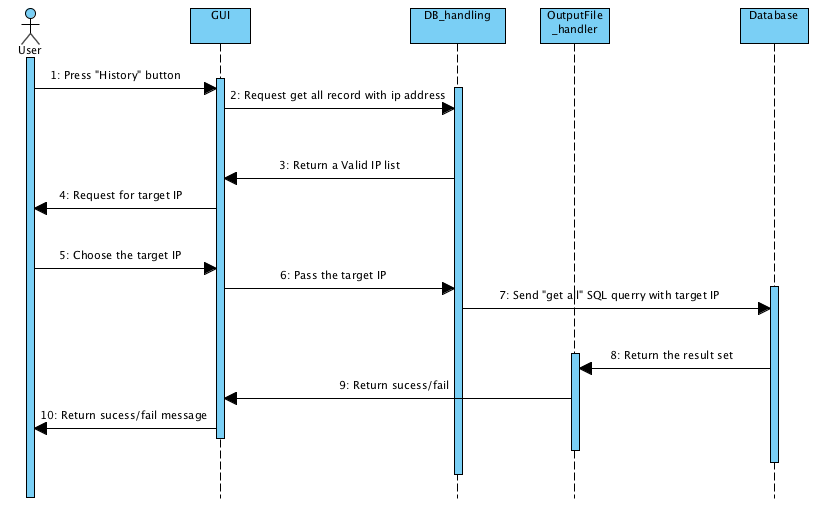 GUI
DB_handling
OutputFile
_handler
Database
User
1: Press "History" button
2: Request get all record with ip address
3: Return a Valid IP list
4: Request for target IP
5: Choose the target IP
6: Pass the target IP
7: Send "get all" SQL querry with target IP
8: Return the result set
9: Return sucess/fail
10: Return sucess/fail message